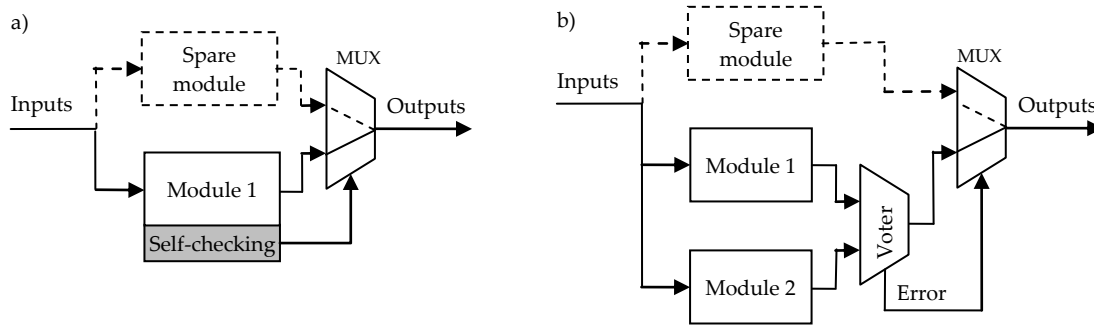 a)
Spare
module
MUX
Inputs
Outputs
Module 1
Self-checking
b)
Spare
module
MUX
Inputs
Outputs
Module 1
Voter
Module 2
Error